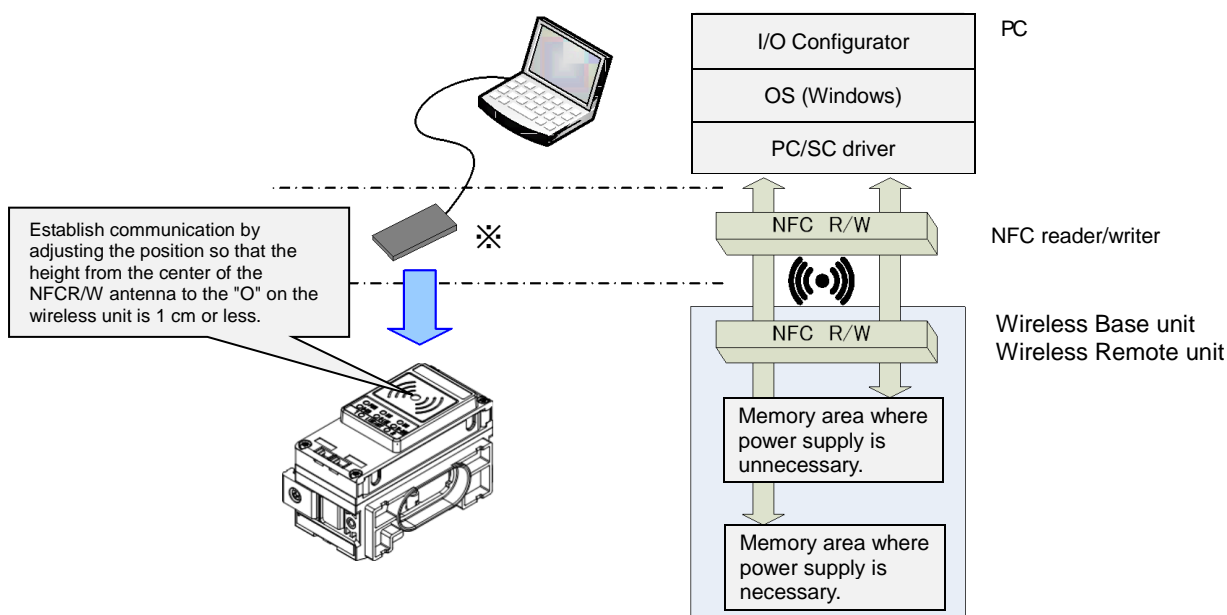 I/O Configurator
PC
OS (Windows)
PC/SC driver
Establish communication by
adjusting the position so that the
height from the center of the
NFCR/W antenna to the "O" on the
wireless unit is 1 cm or less.
※
NFC R/W
NFC reader/writer
NFC R/W
Wireless Base unit
Wireless Remote unit
Memory area where
power supply is
unnecessary.
Memory area where
power supply is
necessary.